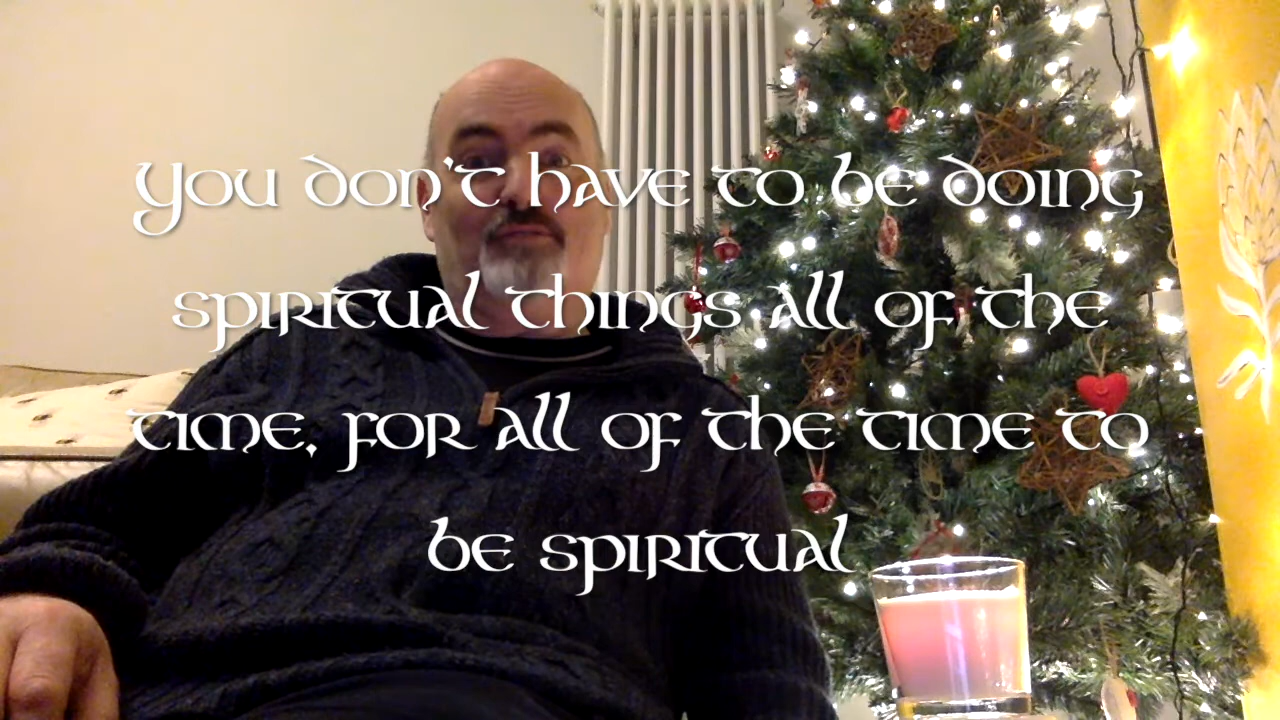 You don't have to be doing
spiritual things all of the
time, for all of the time to
be spiritual